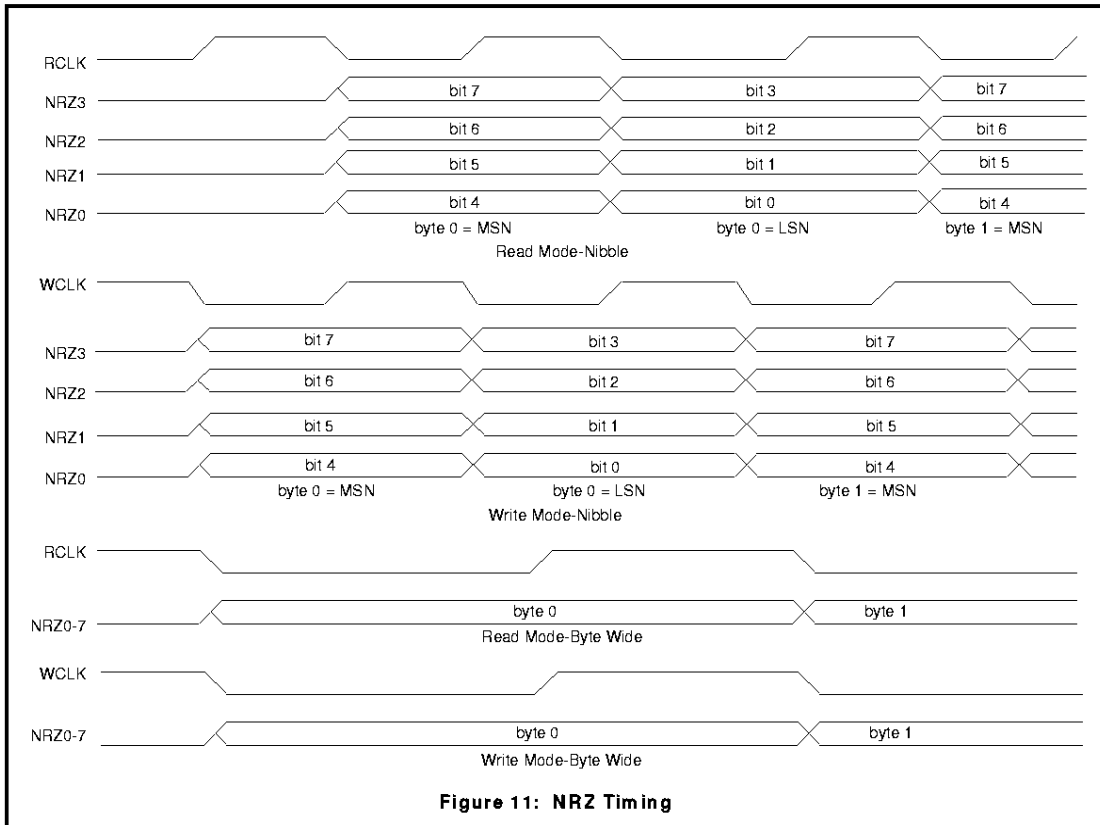 RCLK
NRZ3 bit 7 bit 3 bit 7
NRZ2 bit 6 bit 2 bit 6
NRZ1 bit 5 bit 1 bit 5
NRZ0 bit 4 bit 0 bit 4
byte 0 = MSN byte 0 = LSN byte 1 = MSN
Read Mode-Nibble
WCLK
NRZ3 bit 7 bit 3 bit 7
NRZ2 bit 6 bit 2 bit 6
NRZ1 bit 5 bit 1 bit 5
NRZ0 bit 4 bit 0 bit 4
byte 0 = MSN byte 0 = LSN byte 1 = MSN
Write Mode-Nibble
RCLK
NRZ0-7 byte 0 byte 1
Read Mode-Byte Wide
WCLK
NRZ0-7 byte 0 byte 1
Write Mode-Byte Wide
Figure 11: NRZ Timing